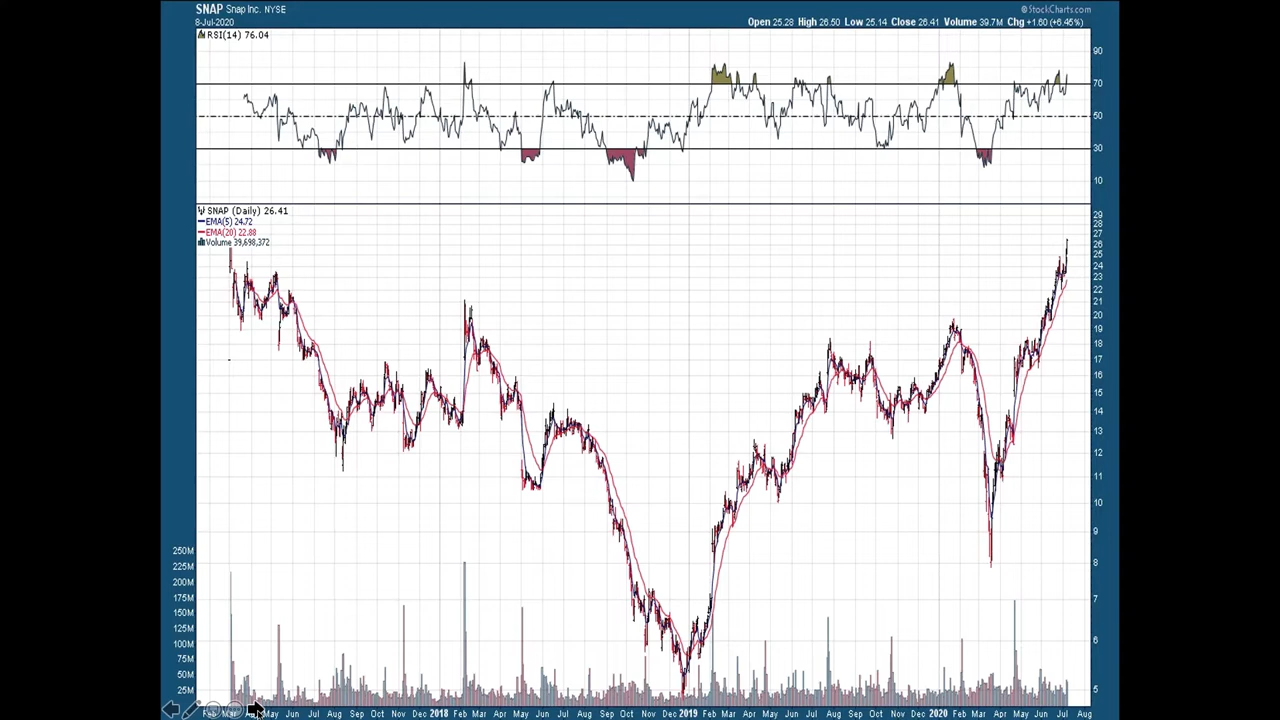 SNAP Snap Inc. NYSE
© StockCharts.com
8-Jul-2020
Open 25.28 High 26.50 Low 25.14 Close 26.41 Volume 39.7M Chg +1.60 (+6.45%)
RSI(14) 76.04
90
70
50
30
10
SNAP (Daily) 26.41
EMA(5) 24.72
EMA(20) 22.88
Volume 39,698,372
29
28
27
26
25
24
23
22
21
20
19
18
17
16
15
14
13
12
11
10
9
8
7
6
5
250M
225M
200M
175M
150M
125M
100M
75M
50M
25M
Feb Mar May Jun Jul Aug Sep Oct Nov Dec 2018 Feb Mar Apr May Jun Jul Aug Sep Oct Nov Dec 2019 Feb Mar Apr May Jun Jul Aug Sep Oct Nov Dec 2020 Feb Mar Apr May Jun Jul Aug